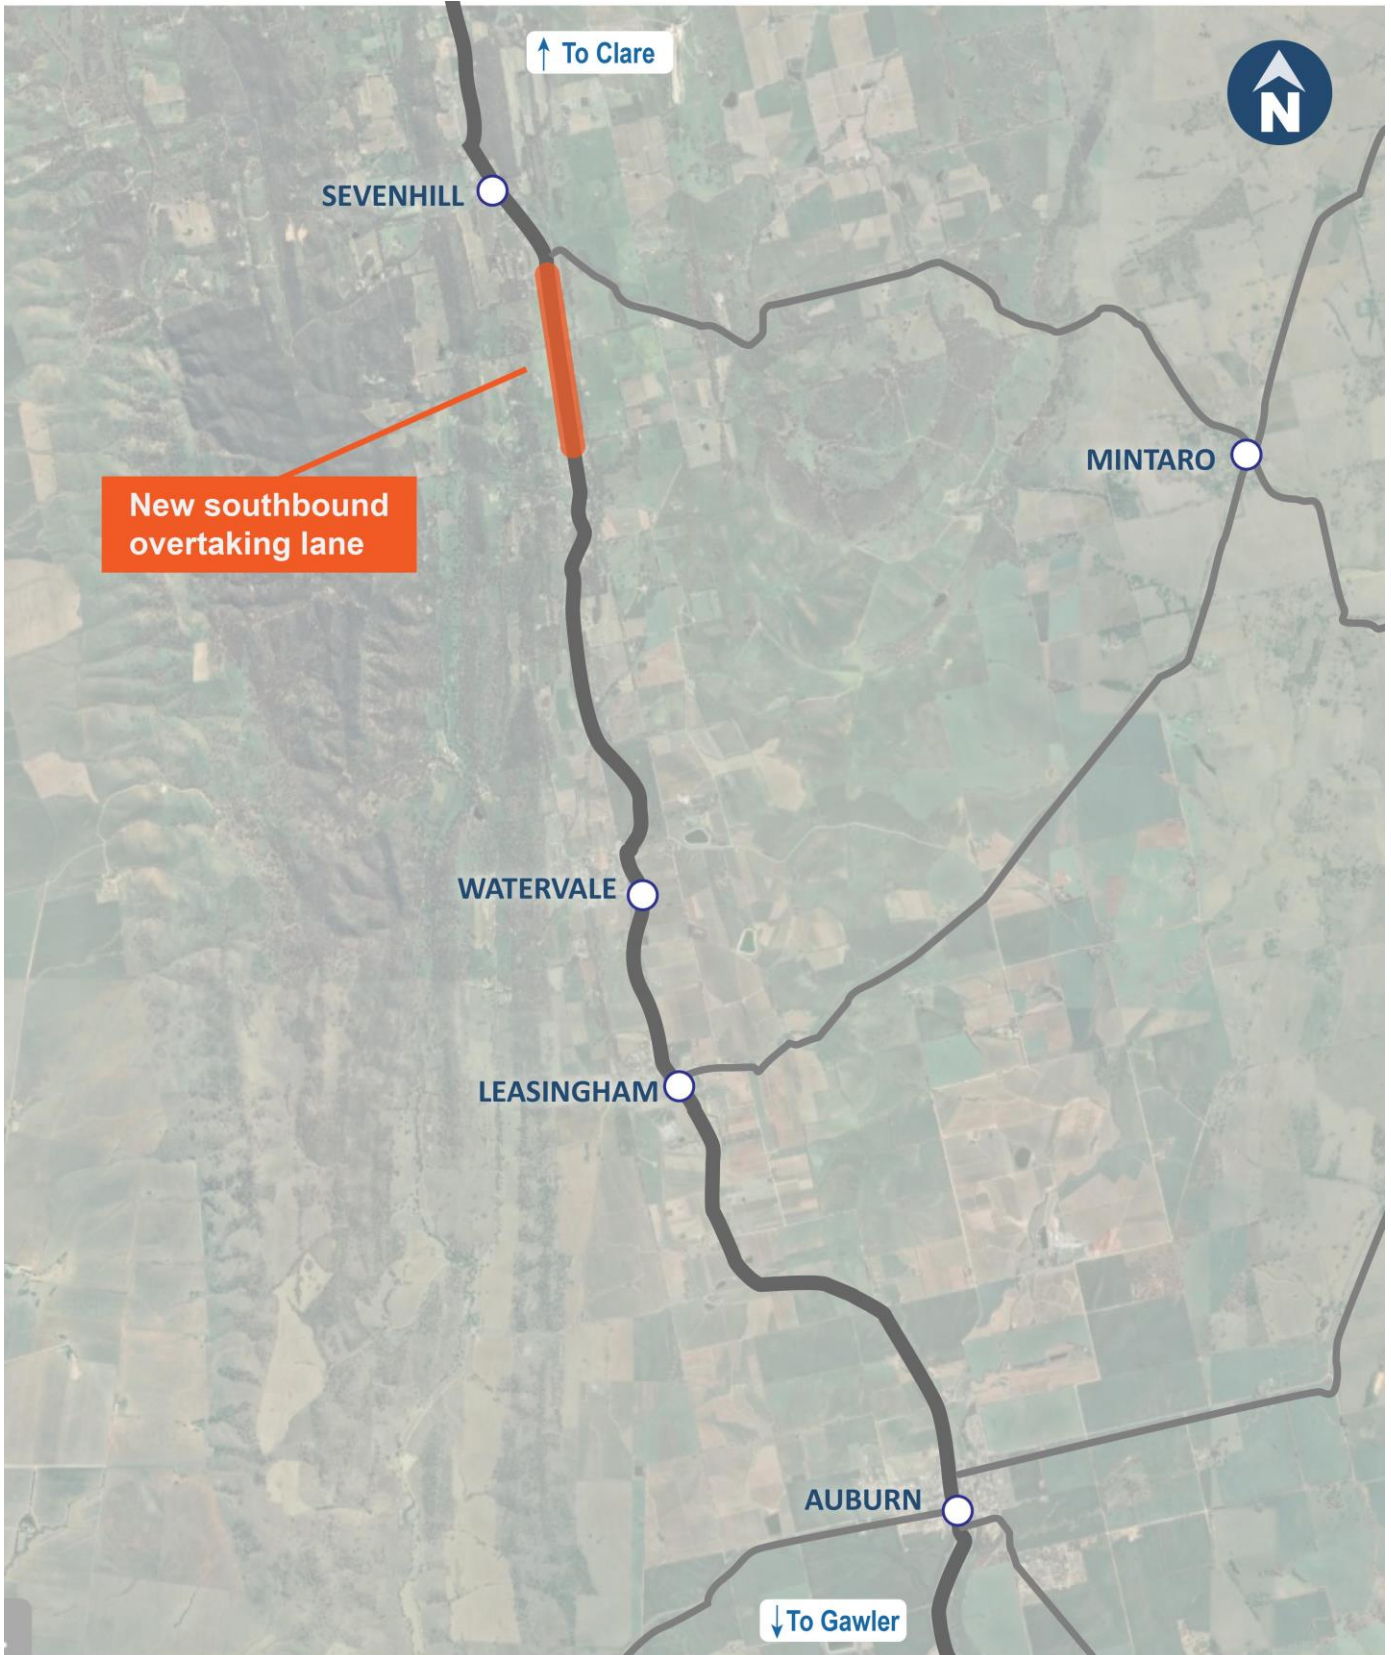 To Clare
N
SEVENHILL
MINTARO
New southbound
overtaking lane
WATERVALE
LEASINGHAM
AUBURN
To Gawler